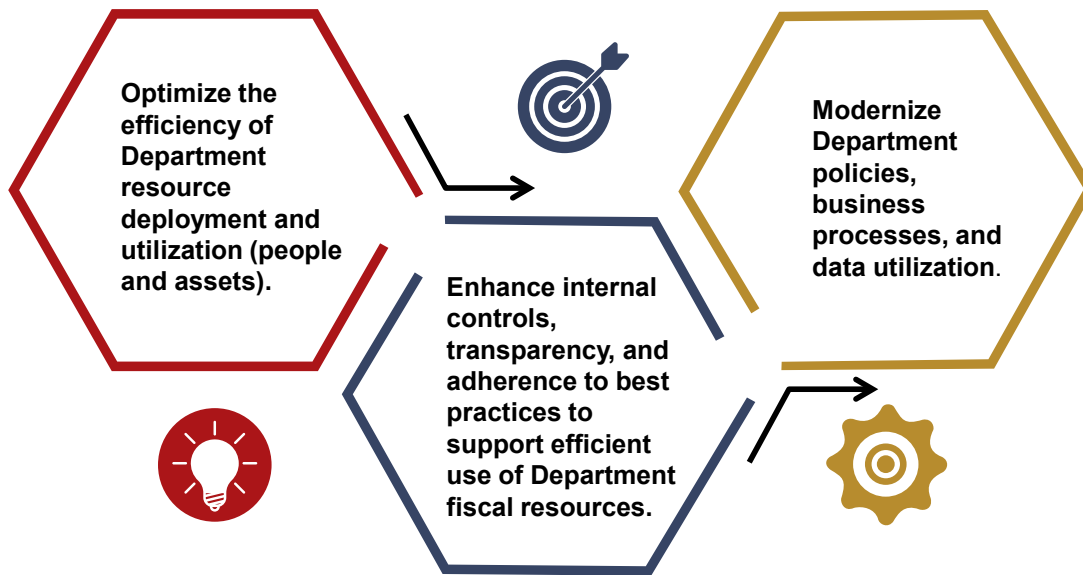 Optimize the
efficiency of
Department
resource
deployment and
utilization (people
and assets).
Enhance internal
controls,
transparency, and
adherence to best
practices to
support efficient
use of Department
fiscal resources.
Modernize
Department
policies,
business
processes, and
data utilization.